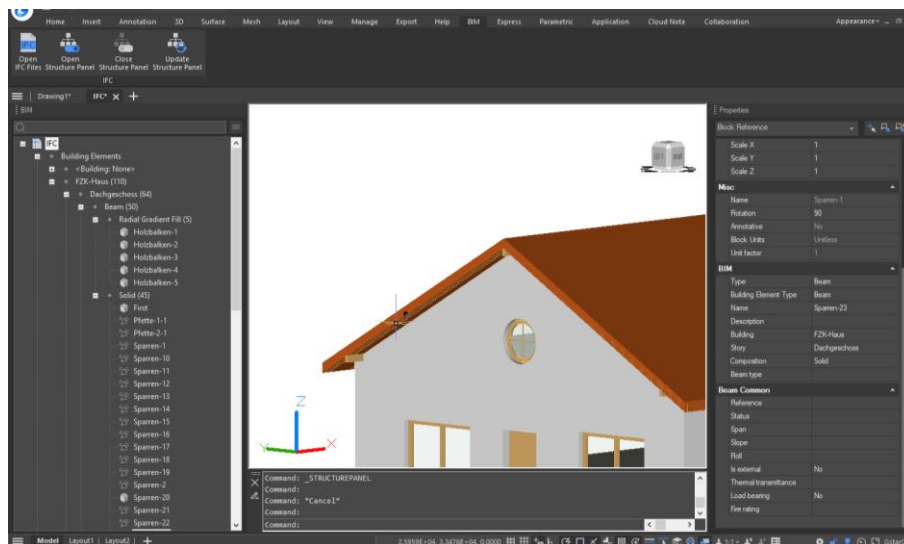 Home Insert Annotation 3D Surface Mesh Layout View Manage Export Help BIM Express Parametric Application Cloud Note Collaboration Appearance
IFC
Open IFC Files
Open Structure Panel
Close Structure Panel
Update Structure Panel
IFC
Drawing1* IFC*
BIM
IFC
Building Elements
<Building: None>
FZK-Haus (110)
Dachgeschoss (64)
Beam (50)
Radial Gradient Fill (5)
Holzbalken-1
Holzbalken-2
Holzbalken-3
Holzbalken-4
Holzbalken-5
Solid (45)
First
Pfette-1-1
Pfette-2-1
Sparren-1
Sparren-10
Sparren-11
Sparren-12
Sparren-13
Sparren-14
Sparren-15
Sparren-16
Sparren-17
Sparren-18
Sparren-19
Sparren-2
Sparren-20
Sparren-21
Sparren-22
Z
X
Y
Command: _STRUCTUREPANEL
Command:
Command: *Cancel*
Command:
Command:
Properties
Block Reference
Scale X 1
Scale Y 1
Scale Z 1
Misc
Name Sparren-1
Rotation 90
Annotative No
Block Units Unitless
Unit factor 1
BIM
Type Beam
Building Element Type Beam
Name Sparren-23
Description
Building FZK-Haus
Story Dachgeschoss
Composition Solid
Beam type
Beam Common
Reference
Status
Span
Slope
Roll
Is external No
Thermal transmittance
Load bearing No
Fire rating
Model Layout1 Layout2 1:1